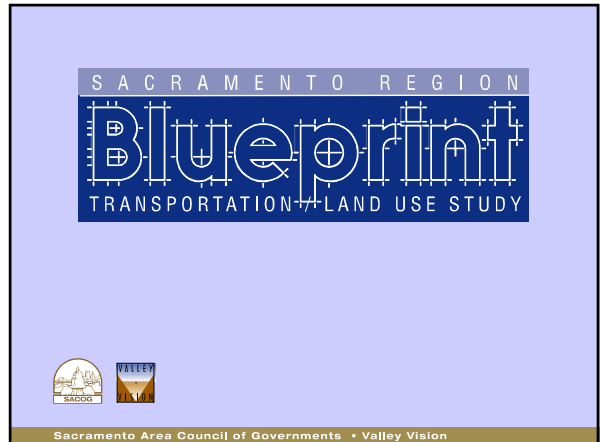 SACRAMENTO REGION
Blueprint
TRANSPORTATION / LAND USE STUDY
VALLEY
VISION
SACOG
Sacramento Area Council of Governments • Valley Vision